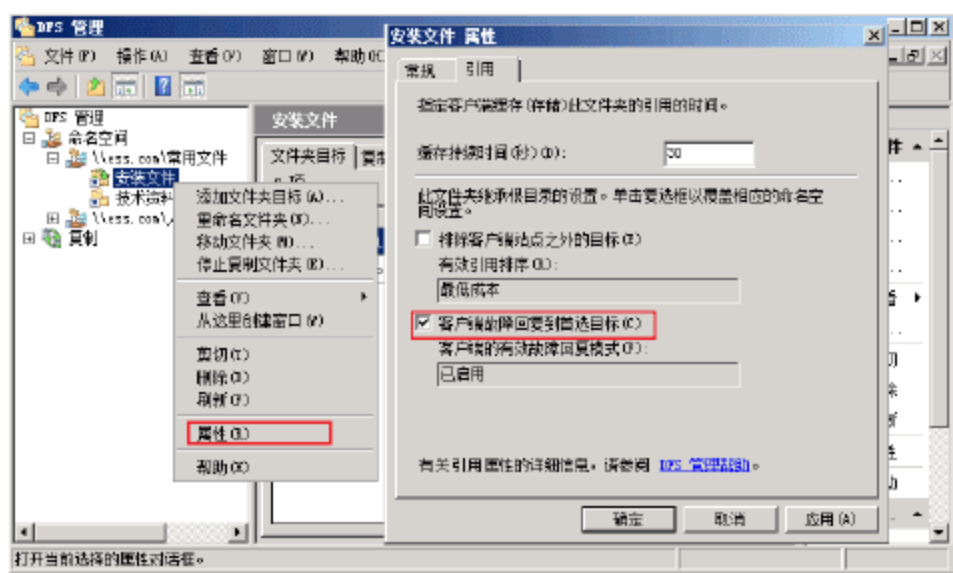 DFS 管理
文件(F) 操作(A) 查看(V) 窗口(W) 帮助(H)
DFS 管理
命名空间
\\ess.com\常用文件
安装文件
技术资料
\\ess.com\
复制
安装文件
文件夹目标
添加文件夹目标(A)...
重命名文件夹(R)...
移动文件夹(M)...
停止复制文件夹(E)...
查看(V)
从这里创建窗口(W)
剪切(T)
删除(D)
刷新(F)
属性(R)
帮助(H)
安装文件 属性
常规 引用
指定客户端缓存(存储)此文件夹的引用的时间。
缓存持续时间(秒)(D):
此文件夹继承根目录的设置。单击复选框以覆盖相应的命名空
间设置。
排除客户端站点之外的目标(E)
有效引用排序(L):
最低成本
客户端故障回复到首选目标(C)
客户端的有效故障回复模式(F):
已启用
有关引用属性的详细信息，请参阅 DFS 管理帮助。
确定 取消 应用(A)
打开当前选择的属性对话框。